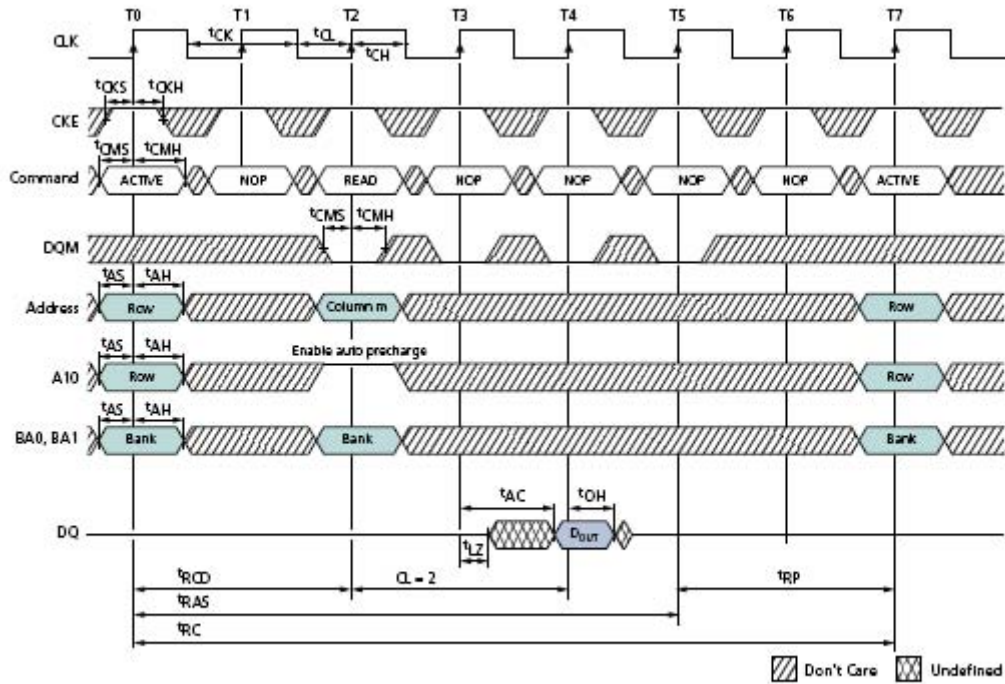 T0 T1 T2 T3 T4 T5 T6 T7
CLK
tCK tCL tCH
tCKS tCKH
CKE
tCMS tCMH
Command ACTIVE NOP READ NOP NOP NOP NOP ACTIVE
tCMS tCMH
DQM
tAS tAH
Address Row Column m Row
tAS tAH Enable auto precharge
A10 Row Row
tAS tAH
BA0, BA1 Bank Bank Bank
tAC tOH
DQ DOUT
tLZ
tRCD CL = 2 tRP
tRAS
tRC
Don't Care Undefined